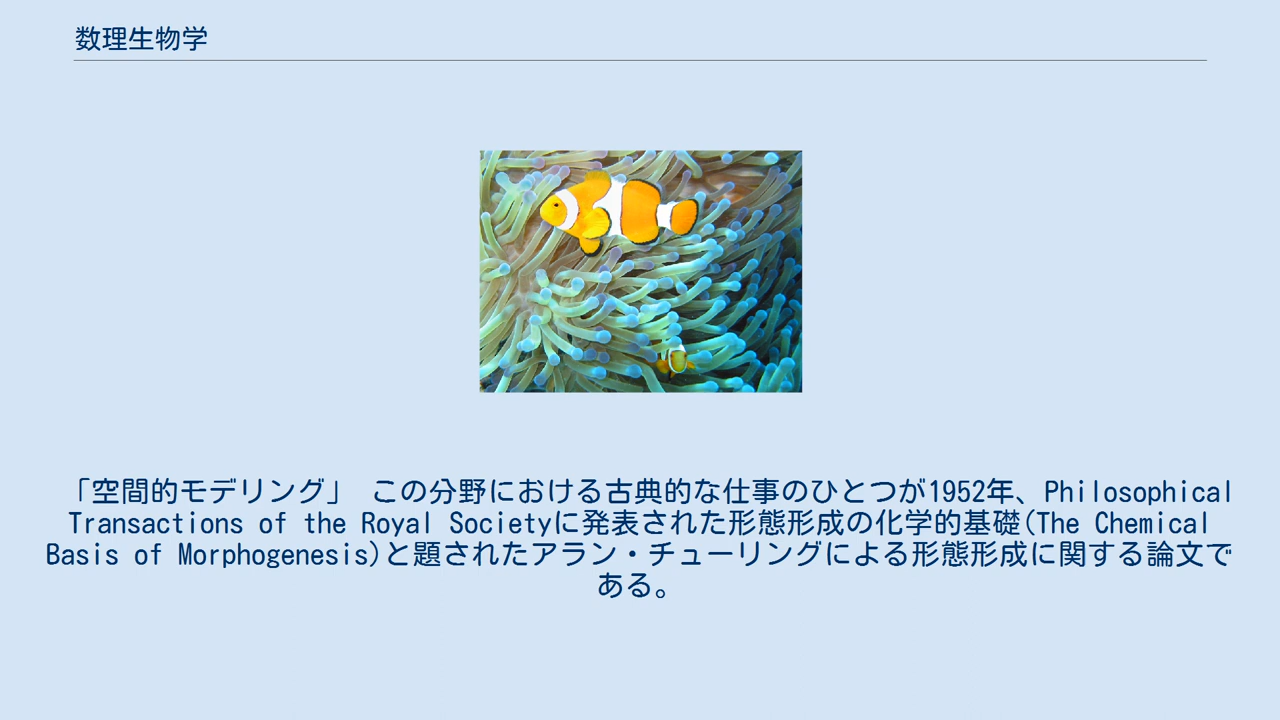 数理生物学
「空間的モデリング」 この分野における古典的な仕事のひとつが1952年、Philosophical
Transactions of the Royal Societyに発表された形態形成の化学的基礎(The Chemical
Basis of Morphogenesis)と題されたアラン・チューリングによる形態形成に関する論文で
ある。